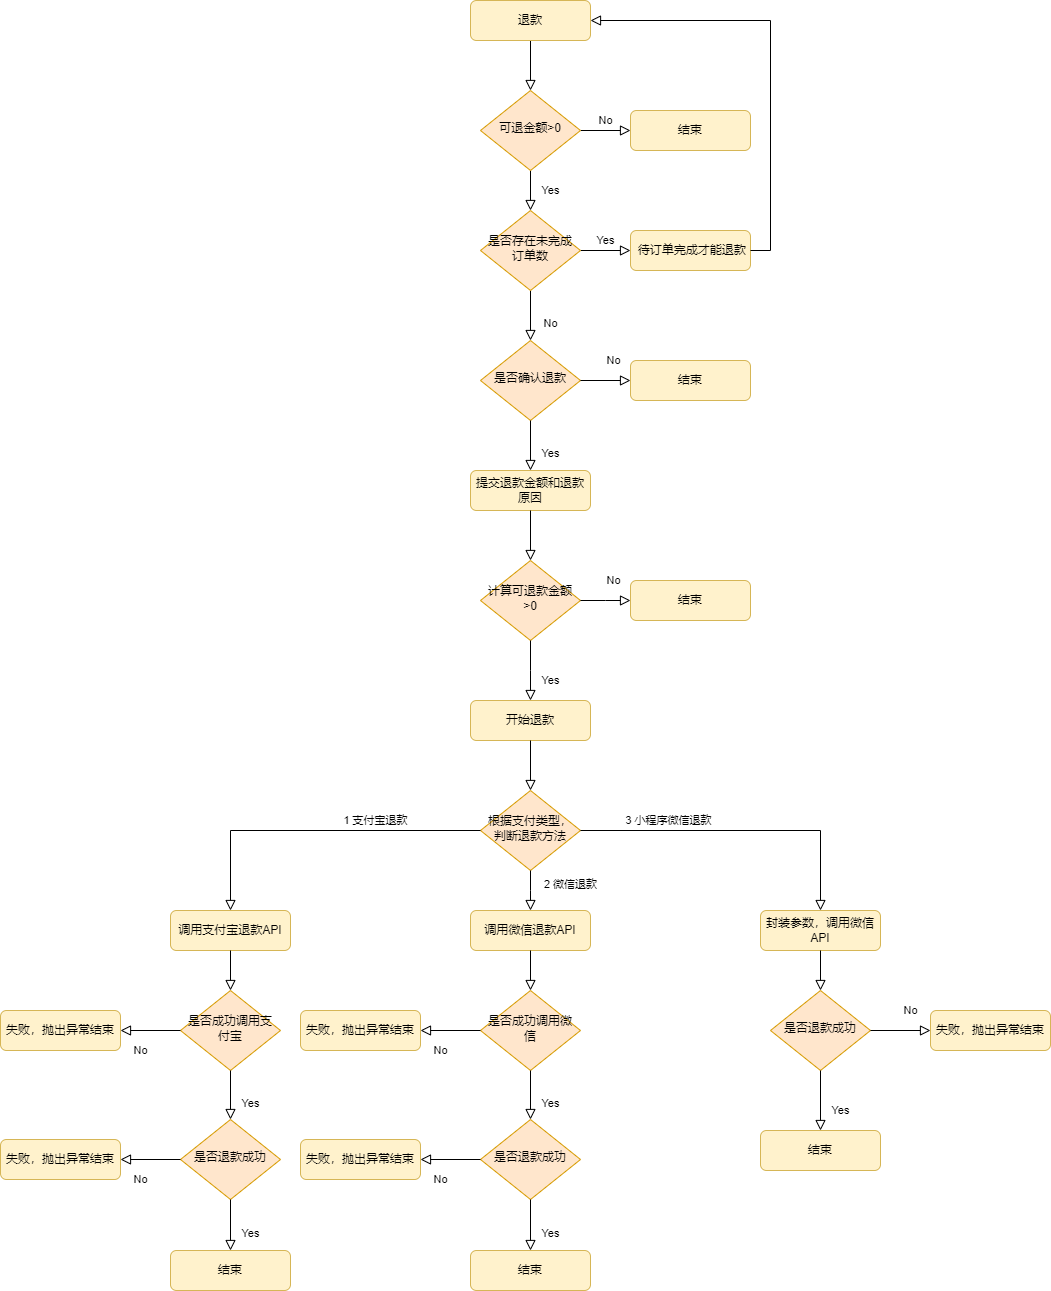 退款
可退金额>0
No
结束
Yes
是否存在未完成
订单数
Yes
待订单完成才能退款
No
是否确认退款
No
结束
Yes
提交退款金额和退款
原因
计算可退款金额
>0
No
结束
Yes
开始退款
根据支付类型，
判断退款方法
1 支付宝退款
2 微信退款
3 小程序微信退款
调用支付宝退款API
调用微信退款API
封装参数，调用微信
API
是否成功调用支
付宝
No
失败，抛出异常结束
Yes
是否成功调用微
信
No
失败，抛出异常结束
Yes
是否退款成功
No
失败，抛出异常结束
Yes
结束
是否退款成功
No
失败，抛出异常结束
Yes
结束
是否退款成功
No
失败，抛出异常结束
Yes
结束